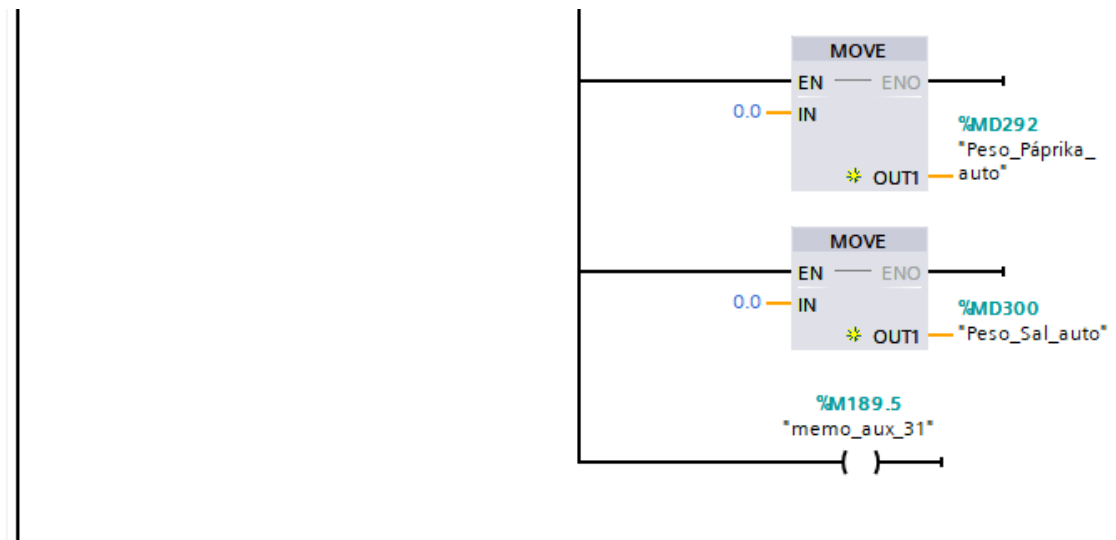 MOVE
EN ENO
0.0 IN
%MD292
"Peso_Páprika_
OUT1 auto"
MOVE
EN ENO
0.0 IN
%MD300
OUT1 "Peso_Sal_auto"
%M189.5
"memo_aux_31"
( )